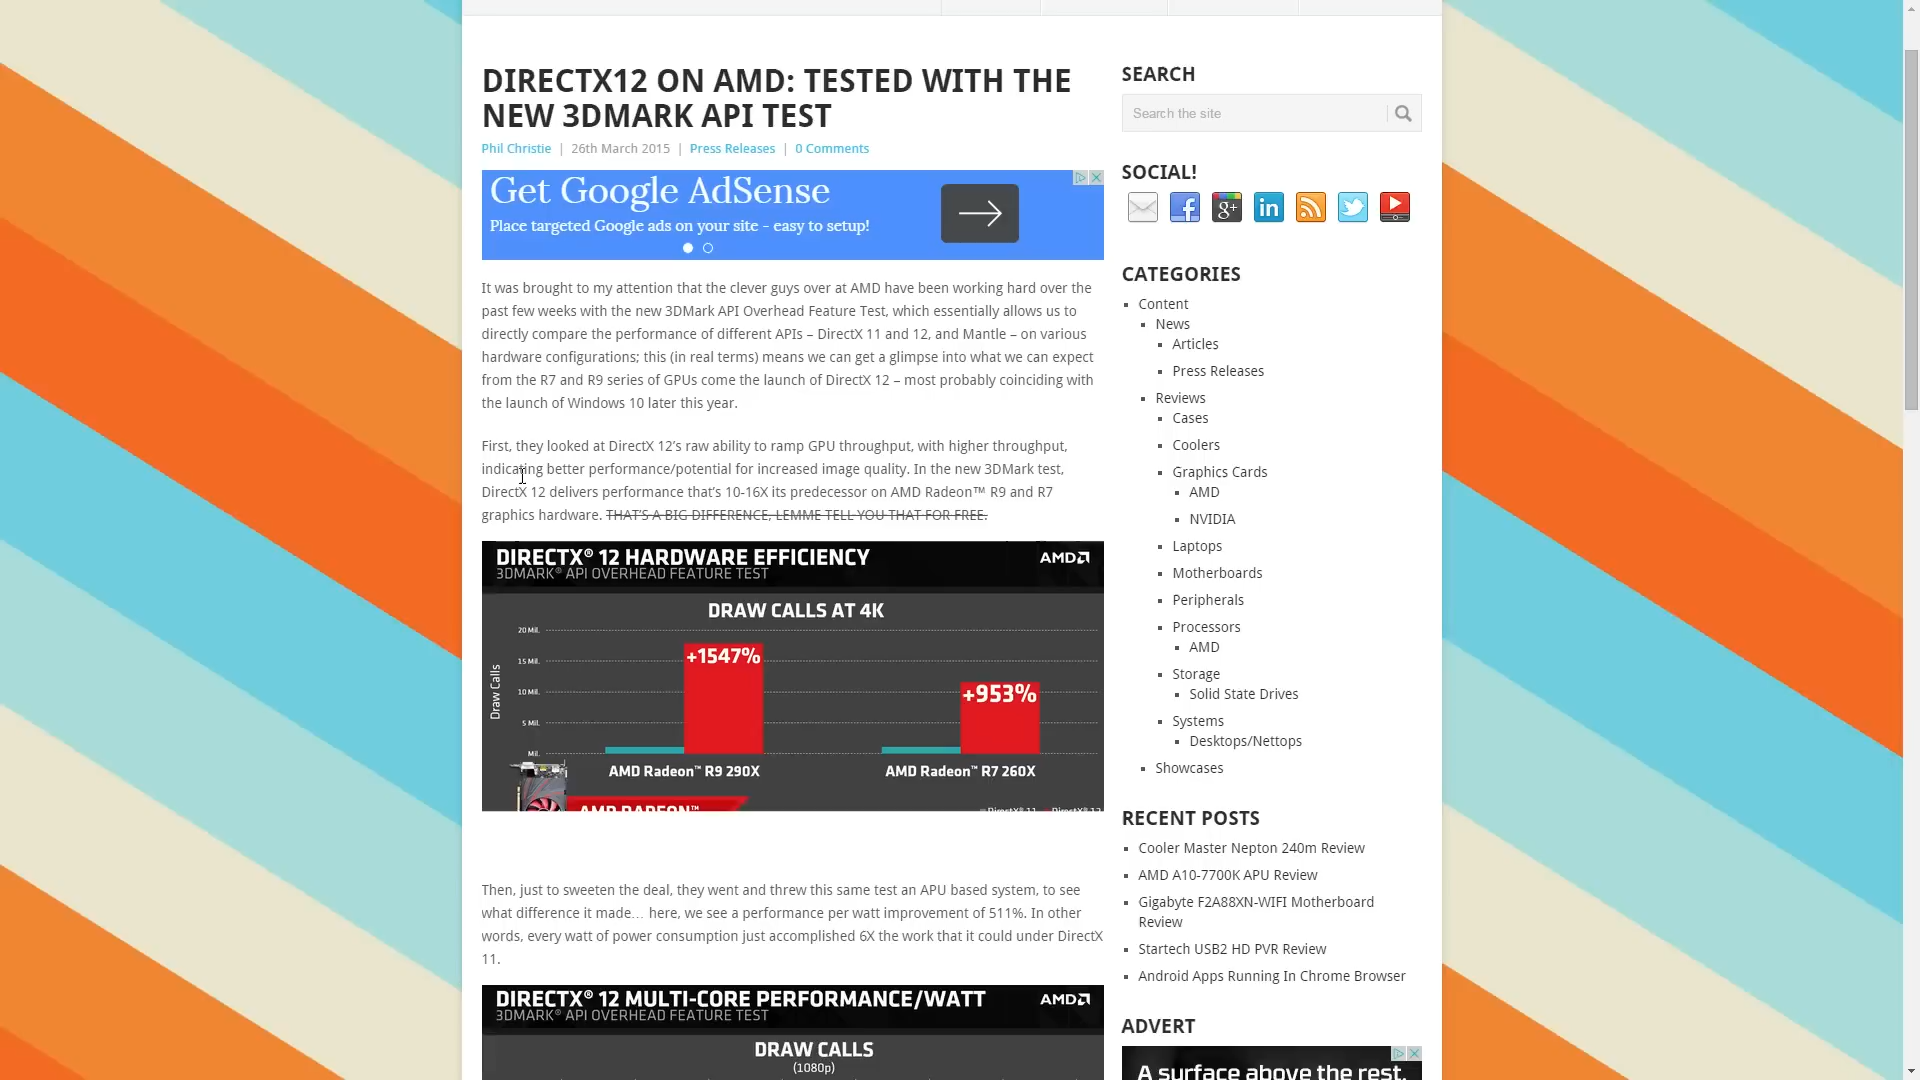 DIRECTX12 ON AMD: TESTED WITH THE
NEW 3DMARK API TEST
Phil Christie | 26th March 2015 | Press Releases | 0 Comments
Get Google AdSense
Place targeted Google ads on your site - easy to setup!
It was brought to my attention that the clever guys over at AMD have been working hard over the
past few weeks with the new 3DMark API Overhead Feature Test, which essentially allows us to
directly compare the performance of different APIs – DirectX 11 and 12, and Mantle – on various
hardware configurations; this (in real terms) means we can get a glimpse into what we can expect
from the R7 and R9 series of GPUs come the launch of DirectX 12 – most probably coinciding with
the launch of Windows 10 later this year.
First, they looked at DirectX 12’s raw ability to ramp GPU throughput, with higher throughput,
indicating better performance/potential for increased image quality. In the new 3DMark test,
DirectX 12 delivers performance that’s 10-16X its predecessor on AMD Radeon™ R9 and R7
graphics hardware. THAT’S A BIG DIFFERENCE, LEMME TELL YOU THAT FOR FREE.
DIRECTX® 12 HARDWARE EFFICIENCY
AMD
3DMARK® API OVERHEAD FEATURE TEST
DRAW CALLS AT 4K
20 Mil.
15 Mil.
10 Mil.
5 Mil.
Mil.
Draw Calls
+1547%
+953%
AMD Radeon™ R9 290X
AMD Radeon™ R7 260X
AMD RADEON™
DirectX® 11
DirectX® 12
Then, just to sweeten the deal, they went and threw this same test an APU based system, to see
what difference it made… here, we see a performance per watt improvement of 511%. In other
words, every watt of power consumption just accomplished 6X the work that it could under DirectX
11.
DIRECTX® 12 MULTI-CORE PERFORMANCE/WATT
AMD
3DMARK® API OVERHEAD FEATURE TEST
DRAW CALLS
(1080p)
SEARCH
Search the site
SOCIAL!
g+
in
CATEGORIES
Content
News
Articles
Press Releases
Reviews
Cases
Coolers
Graphics Cards
AMD
NVIDIA
Laptops
Motherboards
Peripherals
Processors
AMD
Storage
Solid State Drives
Systems
Desktops/Nettops
Showcases
RECENT POSTS
Cooler Master Nepton 240m Review
AMD A10-7700K APU Review
Gigabyte F2A88XN-WIFI Motherboard
Review
Startech USB2 HD PVR Review
Android Apps Running In Chrome Browser
ADVERT
A surface above the rest.